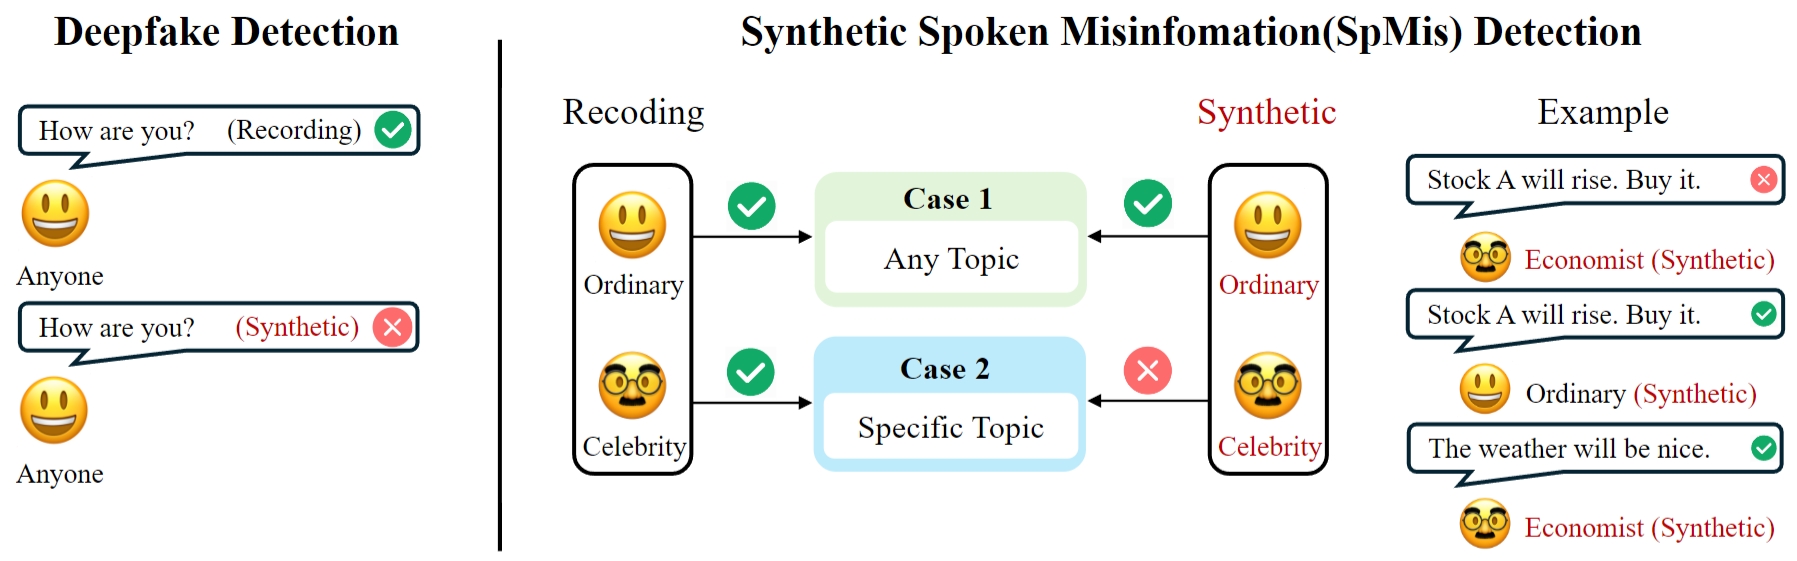 Deepfake Detection
How are you? (Recording)
Anyone
How are you? (Synthetic)
Anyone
Synthetic Spoken Misinfomation(SpMis) Detection
Recoding
Ordinary
Celebrity
Case 1
Any Topic
Case 2
Specific Topic
Synthetic
Ordinary
Celebrity
Example
Stock A will rise. Buy it.
Economist (Synthetic)
Stock A will rise. Buy it.
Ordinary (Synthetic)
The weather will be nice.
Economist (Synthetic)